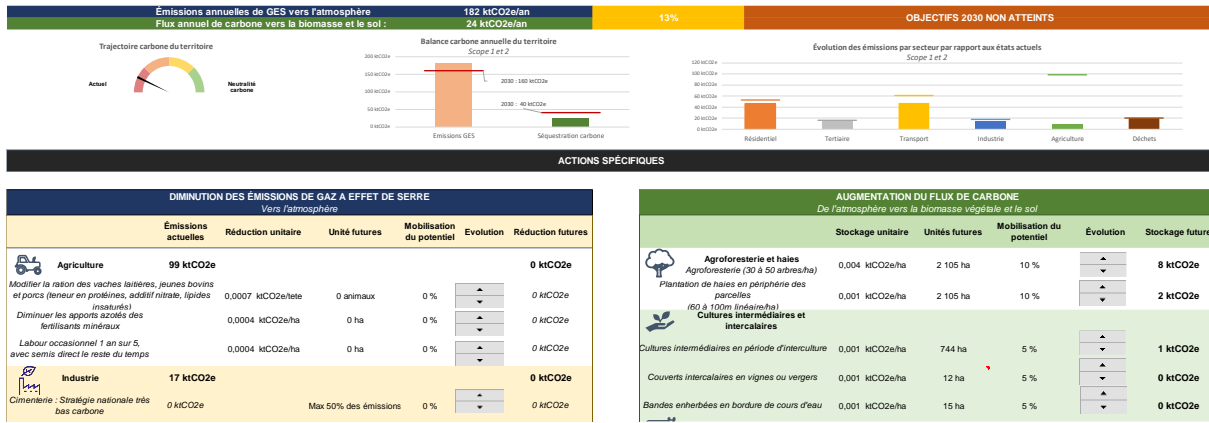 Émissions annuelles de GES vers l'atmosphère 182 ktCO2e/an
Flux annuel de carbone vers la biomasse et le sol : 24 ktCO2e/an
13%
OBJECTIFS 2030 NON ATTEINTS
Trajectoire carbone du territoire
Actuel
Neutralité
carbone
Balance carbone annuelle du territoire
Scope 1 et 2
200 ktCO2e
150 ktCO2e
100 ktCO2e
50 ktCO2e
0 ktCO2e
2030 : 160 ktCO2e
2030 : 40 ktCO2e
Emissions GES
Séquestration carbone
Évolution des émissions par secteur par rapport aux états actuels
Scope 1 et 2
120 ktCO2e
100 ktCO2e
80 ktCO2e
60 ktCO2e
40 ktCO2e
20 ktCO2e
0 ktCO2e
Résidentiel
Tertiaire
Transport
Industrie
Agriculture
Déchets
ACTIONS SPÉCIFIQUES
DIMINUTION DES ÉMISSIONS DE GAZ A EFFET DE SERRE
Vers l'atmosphère
Émissions
actuelles
Réduction unitaire
Unité futures
Mobilisation
du potentiel
Evolution
Réduction futures
Agriculture 99 ktCO2e 0 ktCO2e
Modifier la ration des vaches laitières, jeunes bovins
et porcs (teneur en protéines, additif nitrate, lipides
insaturés)
0,0007 ktCO2e/tete 0 animaux 0 % 0 ktCO2e
Diminuer les apports azotés des
fertilisants minéraux
0,0004 ktCO2e/ha 0 ha 0 % 0 ktCO2e
Labour occasionnel 1 an sur 5,
avec semis direct le reste du temps
0,0004 ktCO2e/ha 0 ha 0 % 0 ktCO2e
Industrie 17 ktCO2e 0 ktCO2e
Cimenterie : Stratégie nationale très
bas carbone
0 ktCO2e Max 50% des émissions 0 % 0 ktCO2e
AUGMENTATION DU FLUX DE CARBONE
De l'atmosphère vers la biomasse végétale et le sol
Stockage unitaire
Unités futures
Mobilisation du
potentiel
Évolution
Stockage future
Agroforesterie et haies
Agroforesterie (30 à 50 arbres/ha)
0,004 ktCO2e/ha 2 105 ha 10 % 8 ktCO2e
Plantation de haies en périphérie des
parcelles
(60 à 100m linéaire/ha)
0,001 ktCO2e/ha 2 105 ha 10 % 2 ktCO2e
Cultures intermédiaires et
intercalaires
Cultures intermédiaires en période d'interculture 0,001 ktCO2e/ha 744 ha 5 % 1 ktCO2e
Couverts intercalaires en vignes ou vergers 0,001 ktCO2e/ha 12 ha 5 % 0 ktCO2e
Bandes enherbées en bordure de cours d'eau 0,001 ktCO2e/ha 15 ha 5 % 0 ktCO2e